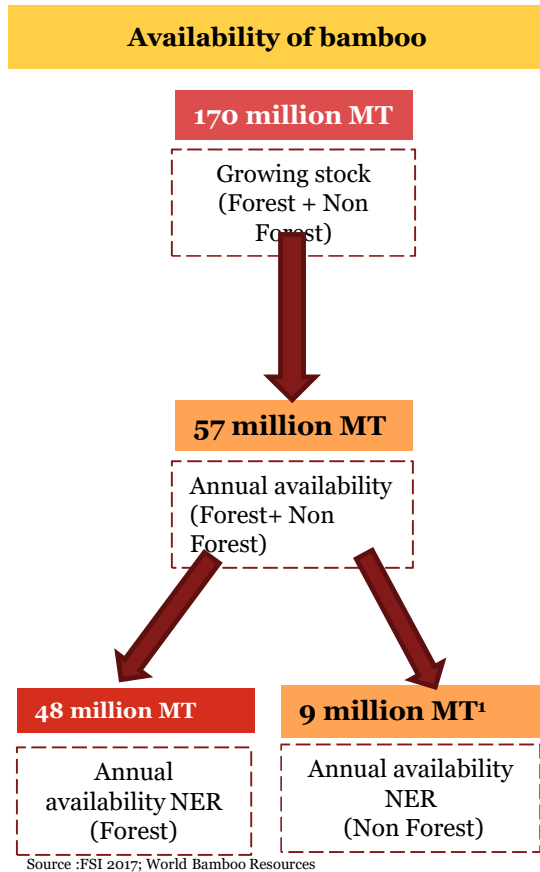 Availability of bamboo
170 million MT
Growing stock
(Forest + Non
Forest)
57 million MT
Annual availability
(Forest+ Non
Forest)
48 million MT
Annual
availability NER
(Forest)
9 million MT¹
Annual availability
NER
(Non Forest)
Source :FSI 2017; World Bamboo Resources